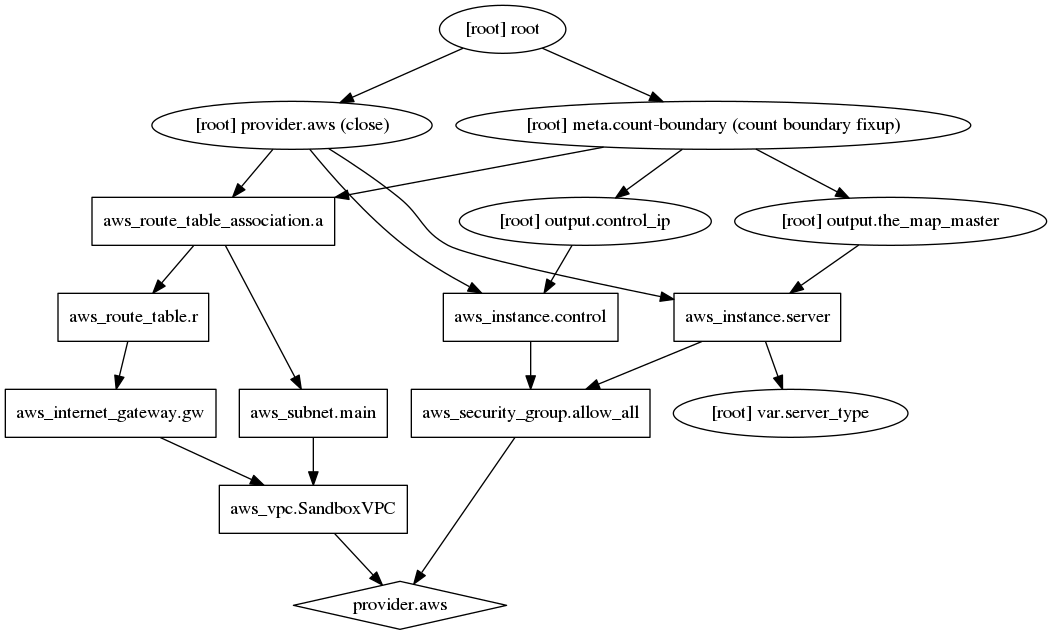 [root] root
[root] provider.aws (close)
[root] meta.count-boundary (count boundary fixup)
aws_route_table_association.a
[root] output.control_ip
[root] output.the_map_master
aws_route_table.r
aws_instance.control
aws_instance.server
aws_internet_gateway.gw
aws_subnet.main
aws_security_group.allow_all
[root] var.server_type
aws_vpc.SandboxVPC
provider.aws